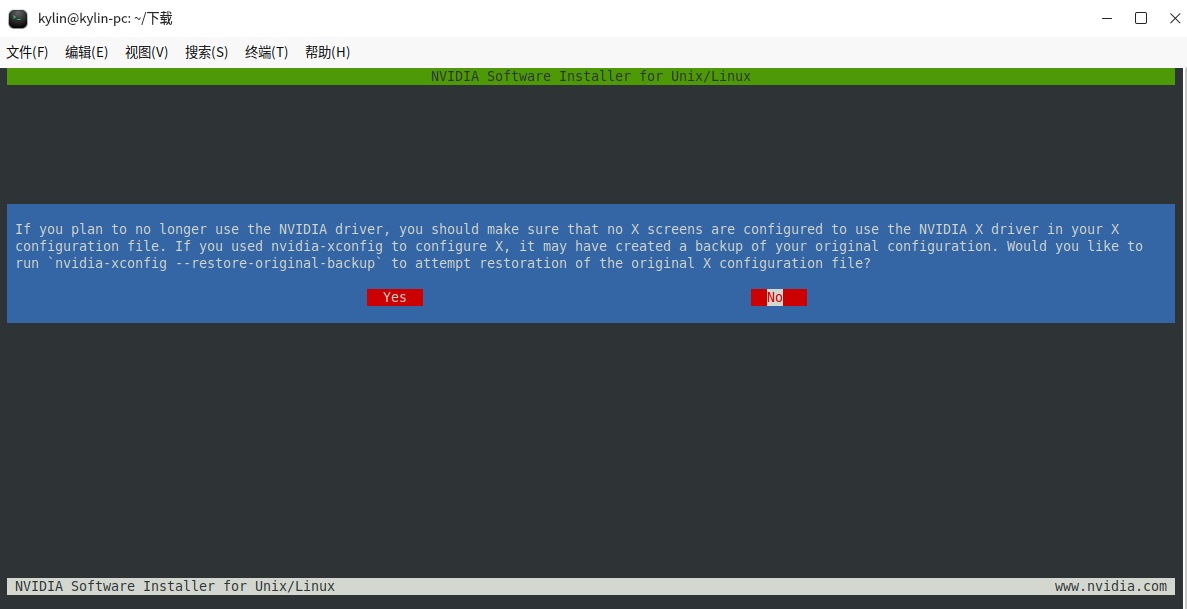 kylin@kylin-pc: ~/下载
文件(F) 编辑(E) 视图(V) 搜索(S) 终端(T) 帮助(H)
NVIDIA Software Installer for Unix/Linux
If you plan to no longer use the NVIDIA driver, you should make sure that no X screens are configured to use the NVIDIA X driver in your X
configuration file. If you used nvidia-xconfig to configure X, it may have created a backup of your original configuration. Would you like to
run `nvidia-xconfig --restore-original-backup` to attempt restoration of the original X configuration file?
Yes No
NVIDIA Software Installer for Unix/Linux www.nvidia.com